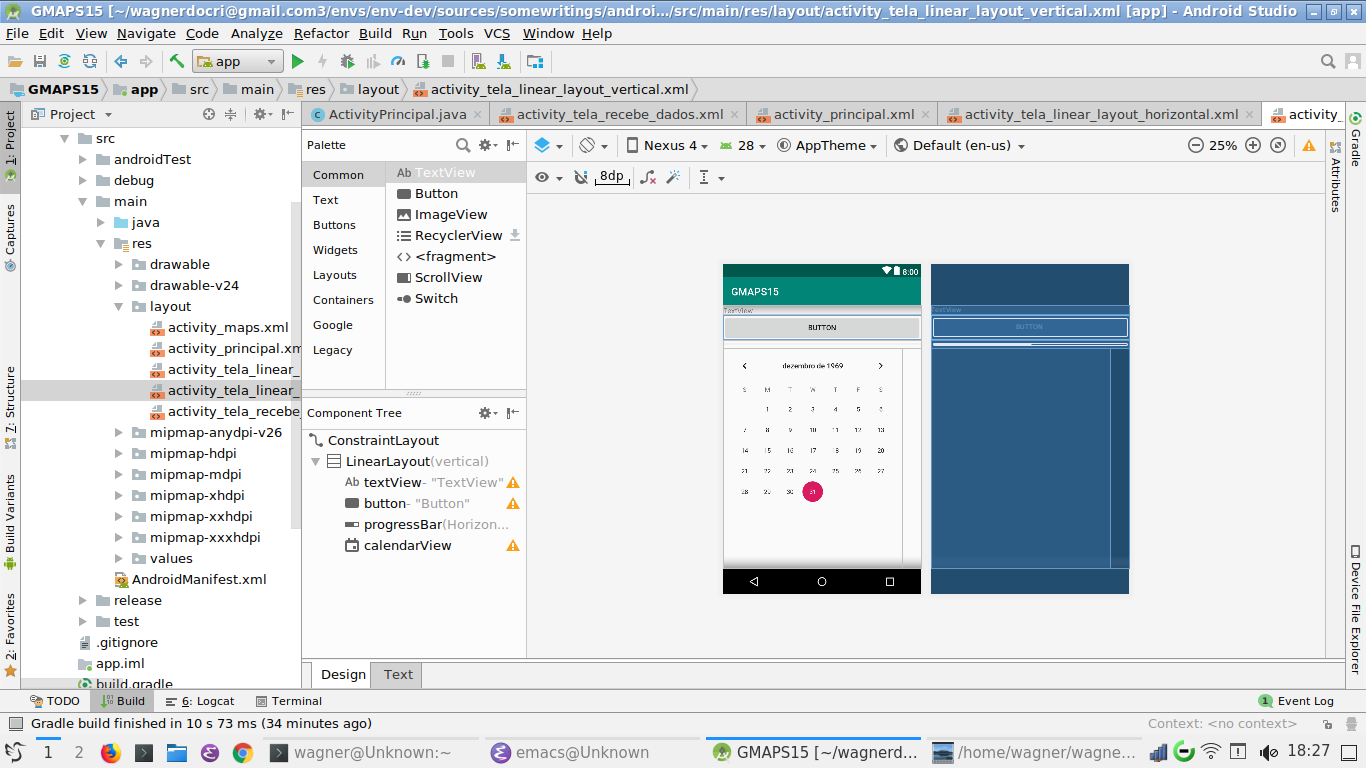 GMAPS15 [~/wagnerdocri@gmail.com3/envs/env-dev/sources/somewritings/androi.../src/main/res/layout/activity_tela_linear_layout_vertical.xml [app] - Android Studio
File Edit View Navigate Code Analyze Refactor Build Run Tools VCS Window Help
app
GMAPS15 app src main res layout activity_tela_linear_layout_vertical.xml
Project
ActivityPrincipal.java activity_tela_recebe_dados.xml activity_principal.xml activity_tela_linear_layout_horizontal.xml activity_
1: Project
Captures
7: Structure
Build Variants
2: Favorites
src
androidTest
debug
main
java
res
drawable
drawable-v24
layout
activity_maps.xml
activity_principal.xm
activity_tela_linear_
activity_tela_linear_
activity_tela_recebe_
mipmap-anydpi-v26
mipmap-hdpi
mipmap-mdpi
mipmap-xhdpi
mipmap-xxhdpi
mipmap-xxxhdpi
values
AndroidManifest.xml
release
test
.gitignore
app.iml
build.gradle
Palette
Common
Text
Buttons
Widgets
Layouts
Containers
Google
Legacy
Ab TextView
Button
ImageView
RecyclerView
<fragment>
ScrollView
Switch
Component Tree
ConstraintLayout
LinearLayout(vertical)
Ab textView- "TextView"
button- "Button"
progressBar(Horizon...
calendarView
Nexus 4 28 AppTheme Default (en-us) 25%
8dp
8:00
GMAPS15
TextView
BUTTON
dezembro de 1969
S M T W T F S
1 2 3 4 5 6
7 8 9 10 11 12 13
14 15 16 17 18 19 20
21 22 23 24 25 26 27
28 29 30 31
TextView
BUTTON
Gradle
Attributes
Device File Explorer
Design Text
TODO Build 6: Logcat Terminal 1 Event Log
Gradle build finished in 10 s 73 ms (34 minutes ago) Context: <no context>
1 2 wagner@Unknown:~ emacs@Unknown GMAPS15 [~/wagnerd... /home/wagner/wagne... 18:27